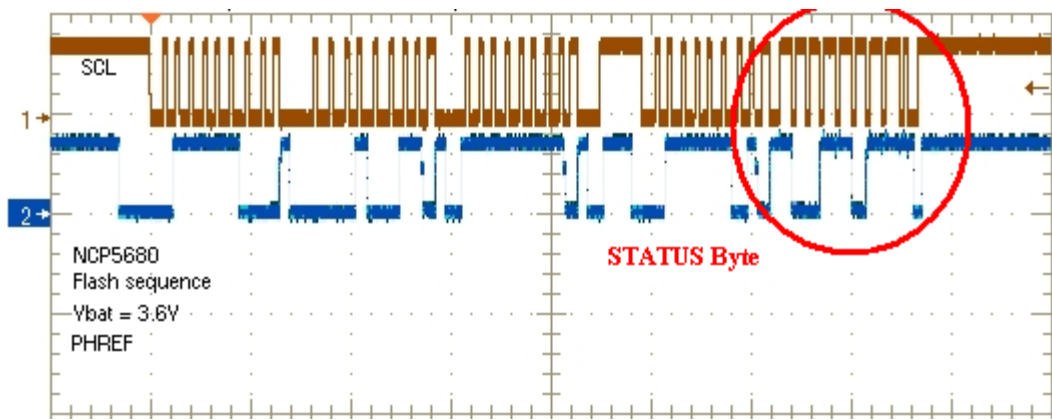 SCL
1
2
STATUS Byte
NCP5680
Flash sequence
Vbat = 3.6V
PHREF